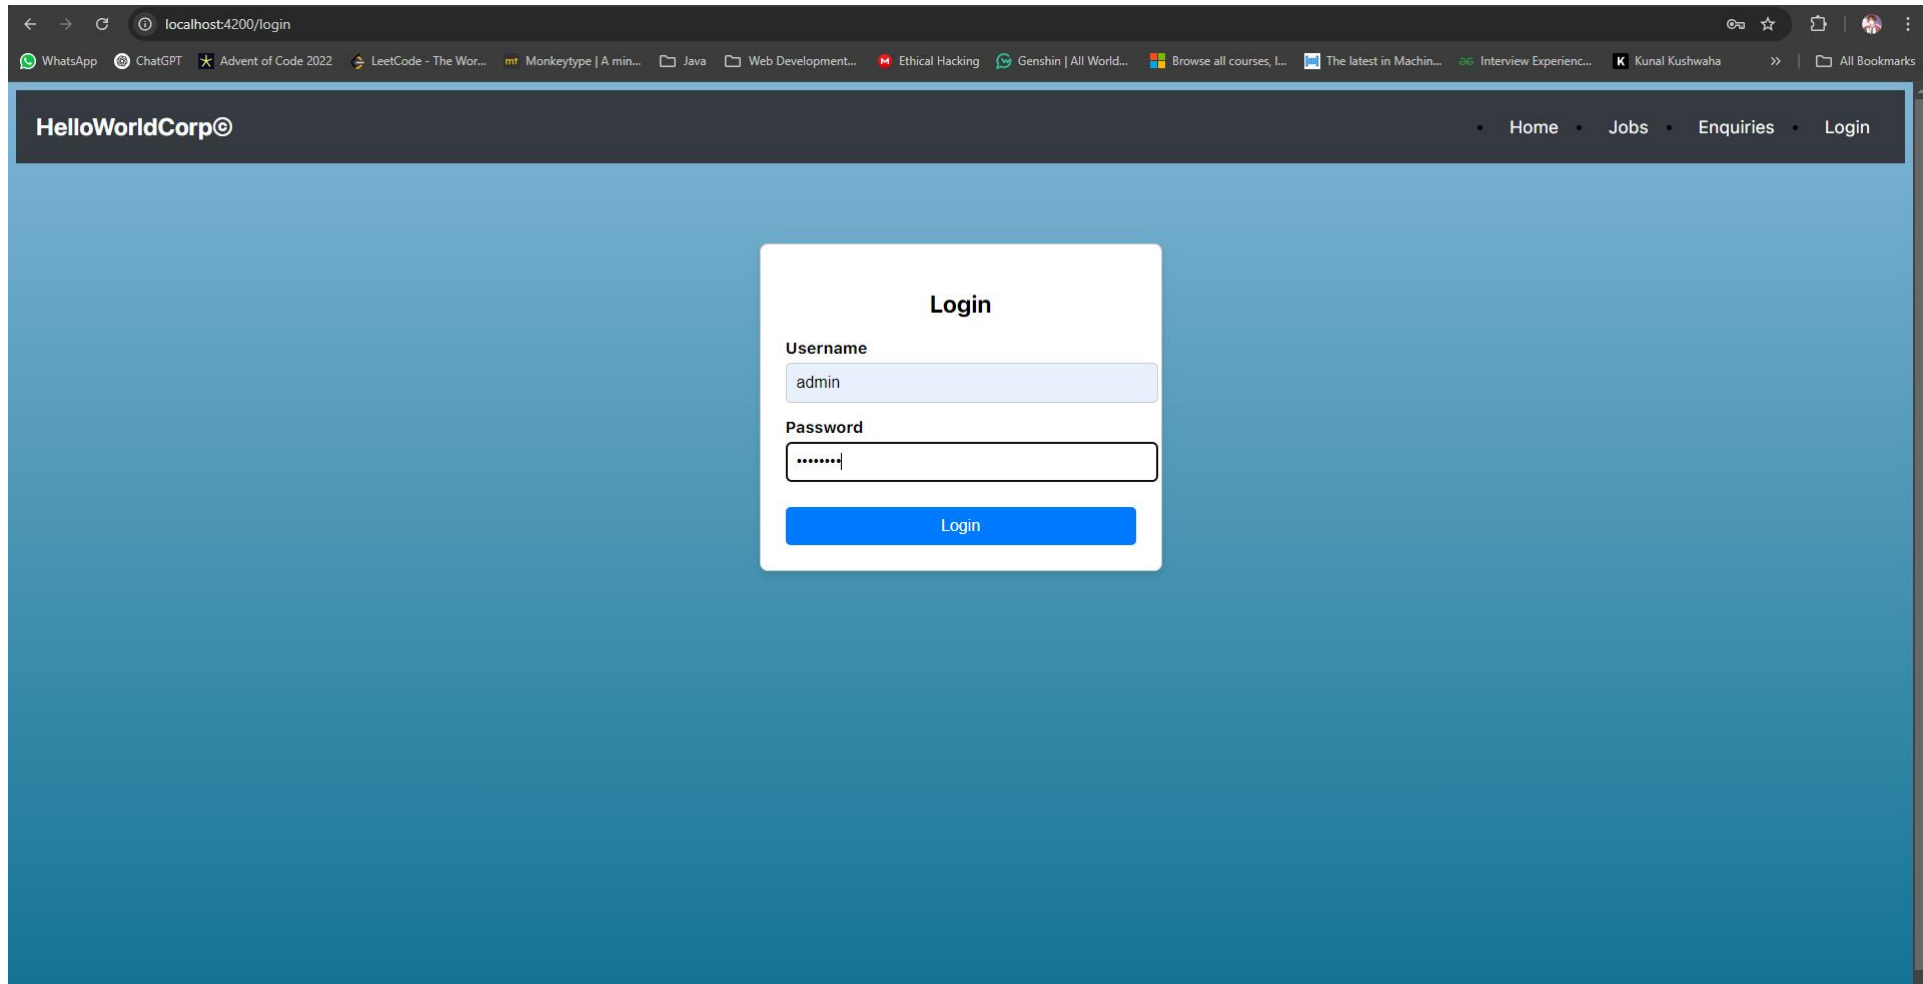 localhost:4200/login
WhatsApp ChatGPT Advent of Code 2022 LeetCode - The Wor... mt Monkeytype | A min... Java Web Development... M Ethical Hacking Genshin | All World... Browse all courses, l... The latest in Machin... Interview Experienc... K Kunal Kushwaha » All Bookmarks
HelloWorldCorp© • Home • Jobs • Enquiries • Login
Login
Username
admin
Password
••••••••
Login